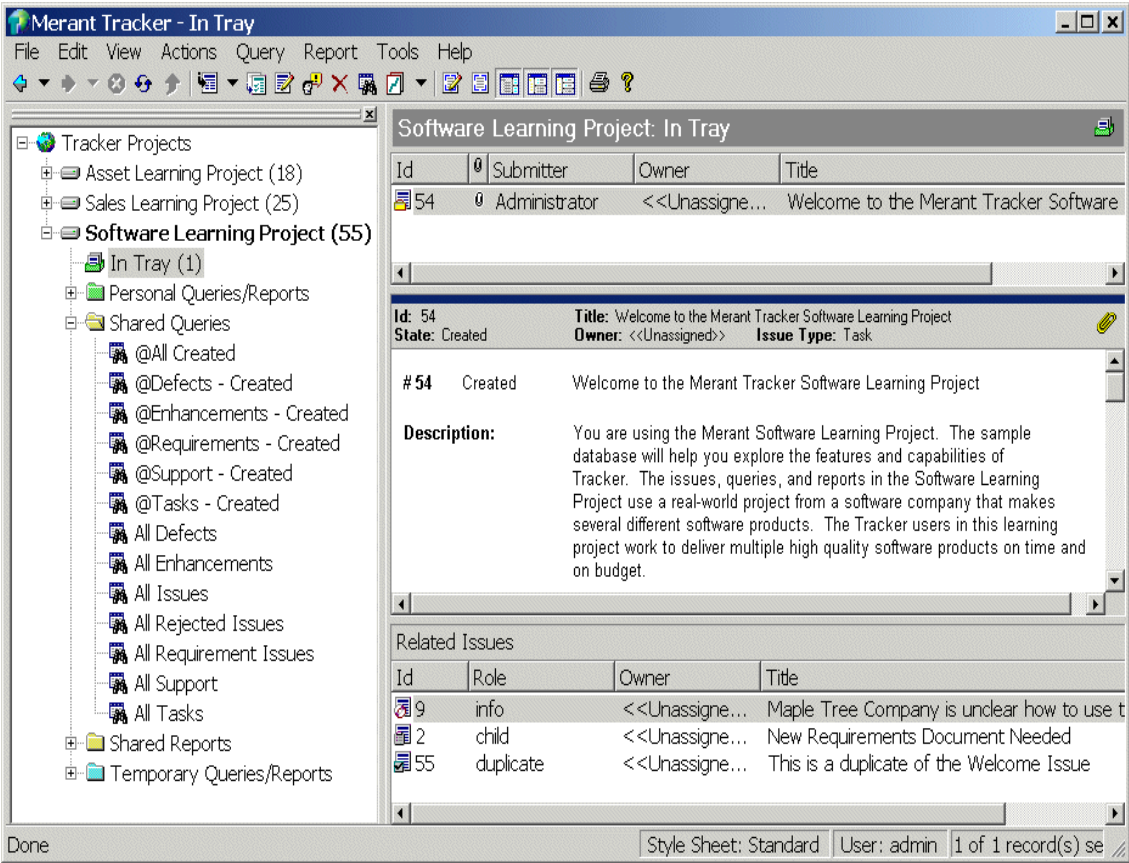 Merant Tracker - In Tray
File Edit View Actions Query Report Tools Help
Tracker Projects
Asset Learning Project (18)
Sales Learning Project (25)
Software Learning Project (55)
In Tray (1)
Personal Queries/Reports
Shared Queries
@All Created
@Defects - Created
@Enhancements - Created
@Requirements - Created
@Support - Created
@Tasks - Created
All Defects
All Enhancements
All Issues
All Rejected Issues
All Requirement Issues
All Support
All Tasks
Shared Reports
Temporary Queries/Reports
Software Learning Project: In Tray
Id Submitter Owner Title
54 Administrator <<Unassigne... Welcome to the Merant Tracker Software
Id: 54 Title: Welcome to the Merant Tracker Software Learning Project
State: Created Owner: <<Unassigned>> Issue Type: Task
# 54 Created Welcome to the Merant Tracker Software Learning Project
Description: You are using the Merant Software Learning Project. The sample
database will help you explore the features and capabilities of
Tracker. The issues, queries, and reports in the Software Learning
Project use a real-world project from a software company that makes
several different software products. The Tracker users in this learning
project work to deliver multiple high quality software products on time and
on budget.
Related Issues
Id Role Owner Title
9 info <<Unassigne... Maple Tree Company is unclear how to use t
2 child <<Unassigne... New Requirements Document Needed
55 duplicate <<Unassigne... This is a duplicate of the Welcome Issue
Done Style Sheet: Standard User: admin 1 of 1 record(s) se